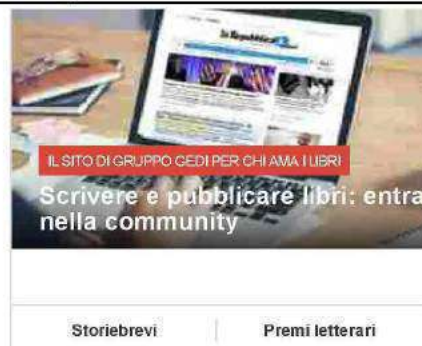 la Repubblica
IL SITO DI GRUPPO GEDI PER CHI AMA I LIBRI
Scrivere e pubblicare libri: entra
nella community
Storiebrevi
Premi letterari